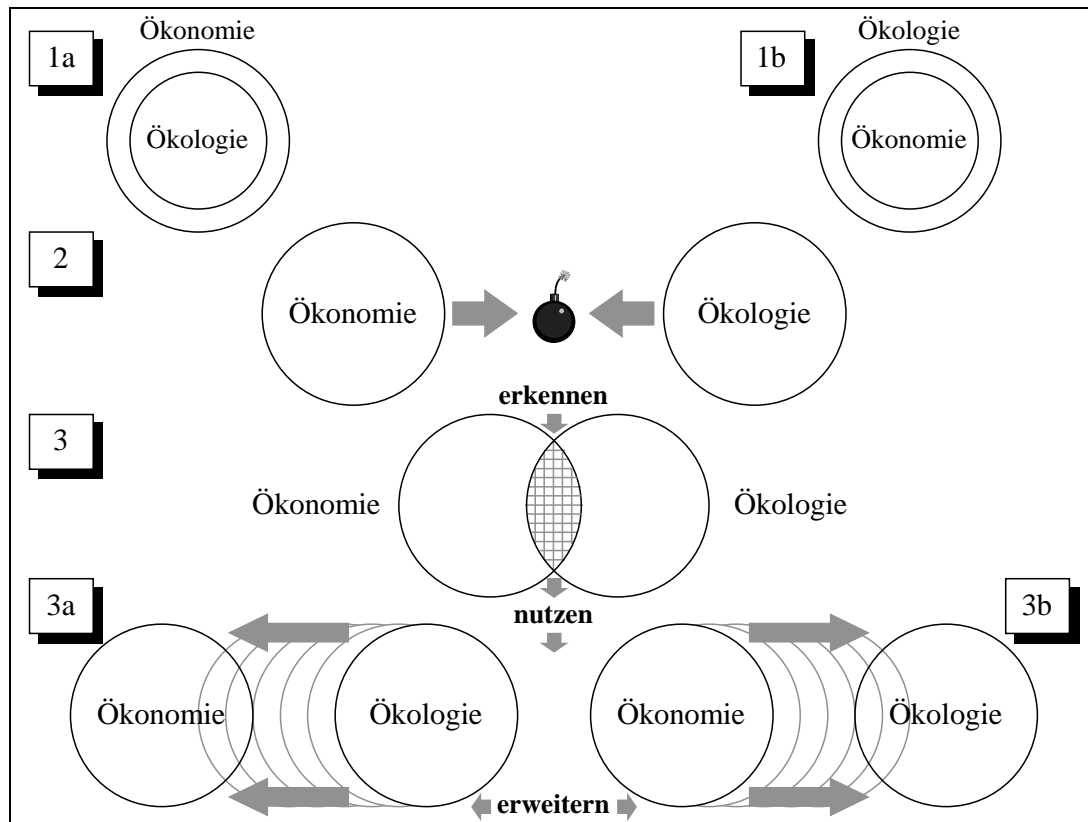 1a
Ökonomie
Ökologie
1b
Ökologie
Ökonomie
2
Ökonomie
Ökologie
erkennen
3
Ökonomie
Ökologie
nutzen
3a
Ökonomie
Ökologie
3b
Ökonomie
Ökologie
erweitern